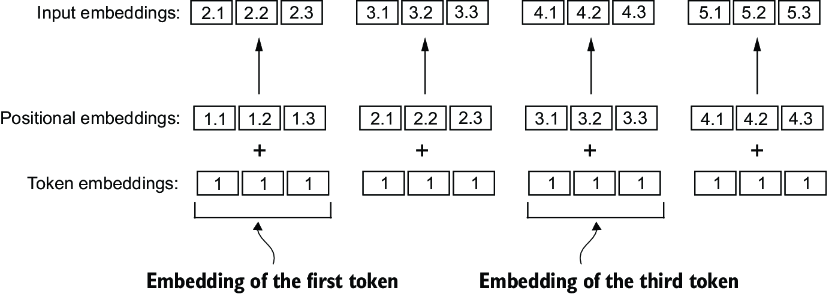 Input embeddings: 2.1 2.2 2.3 3.1 3.2 3.3 4.1 4.2 4.3 5.1 5.2 5.3
Positional embeddings: 1.1 1.2 1.3 2.1 2.2 2.3 3.1 3.2 3.3 4.1 4.2 4.3
+ + + +
Token embeddings: 1 1 1 1 1 1 1 1 1 1 1 1
Embedding of the first token Embedding of the third token